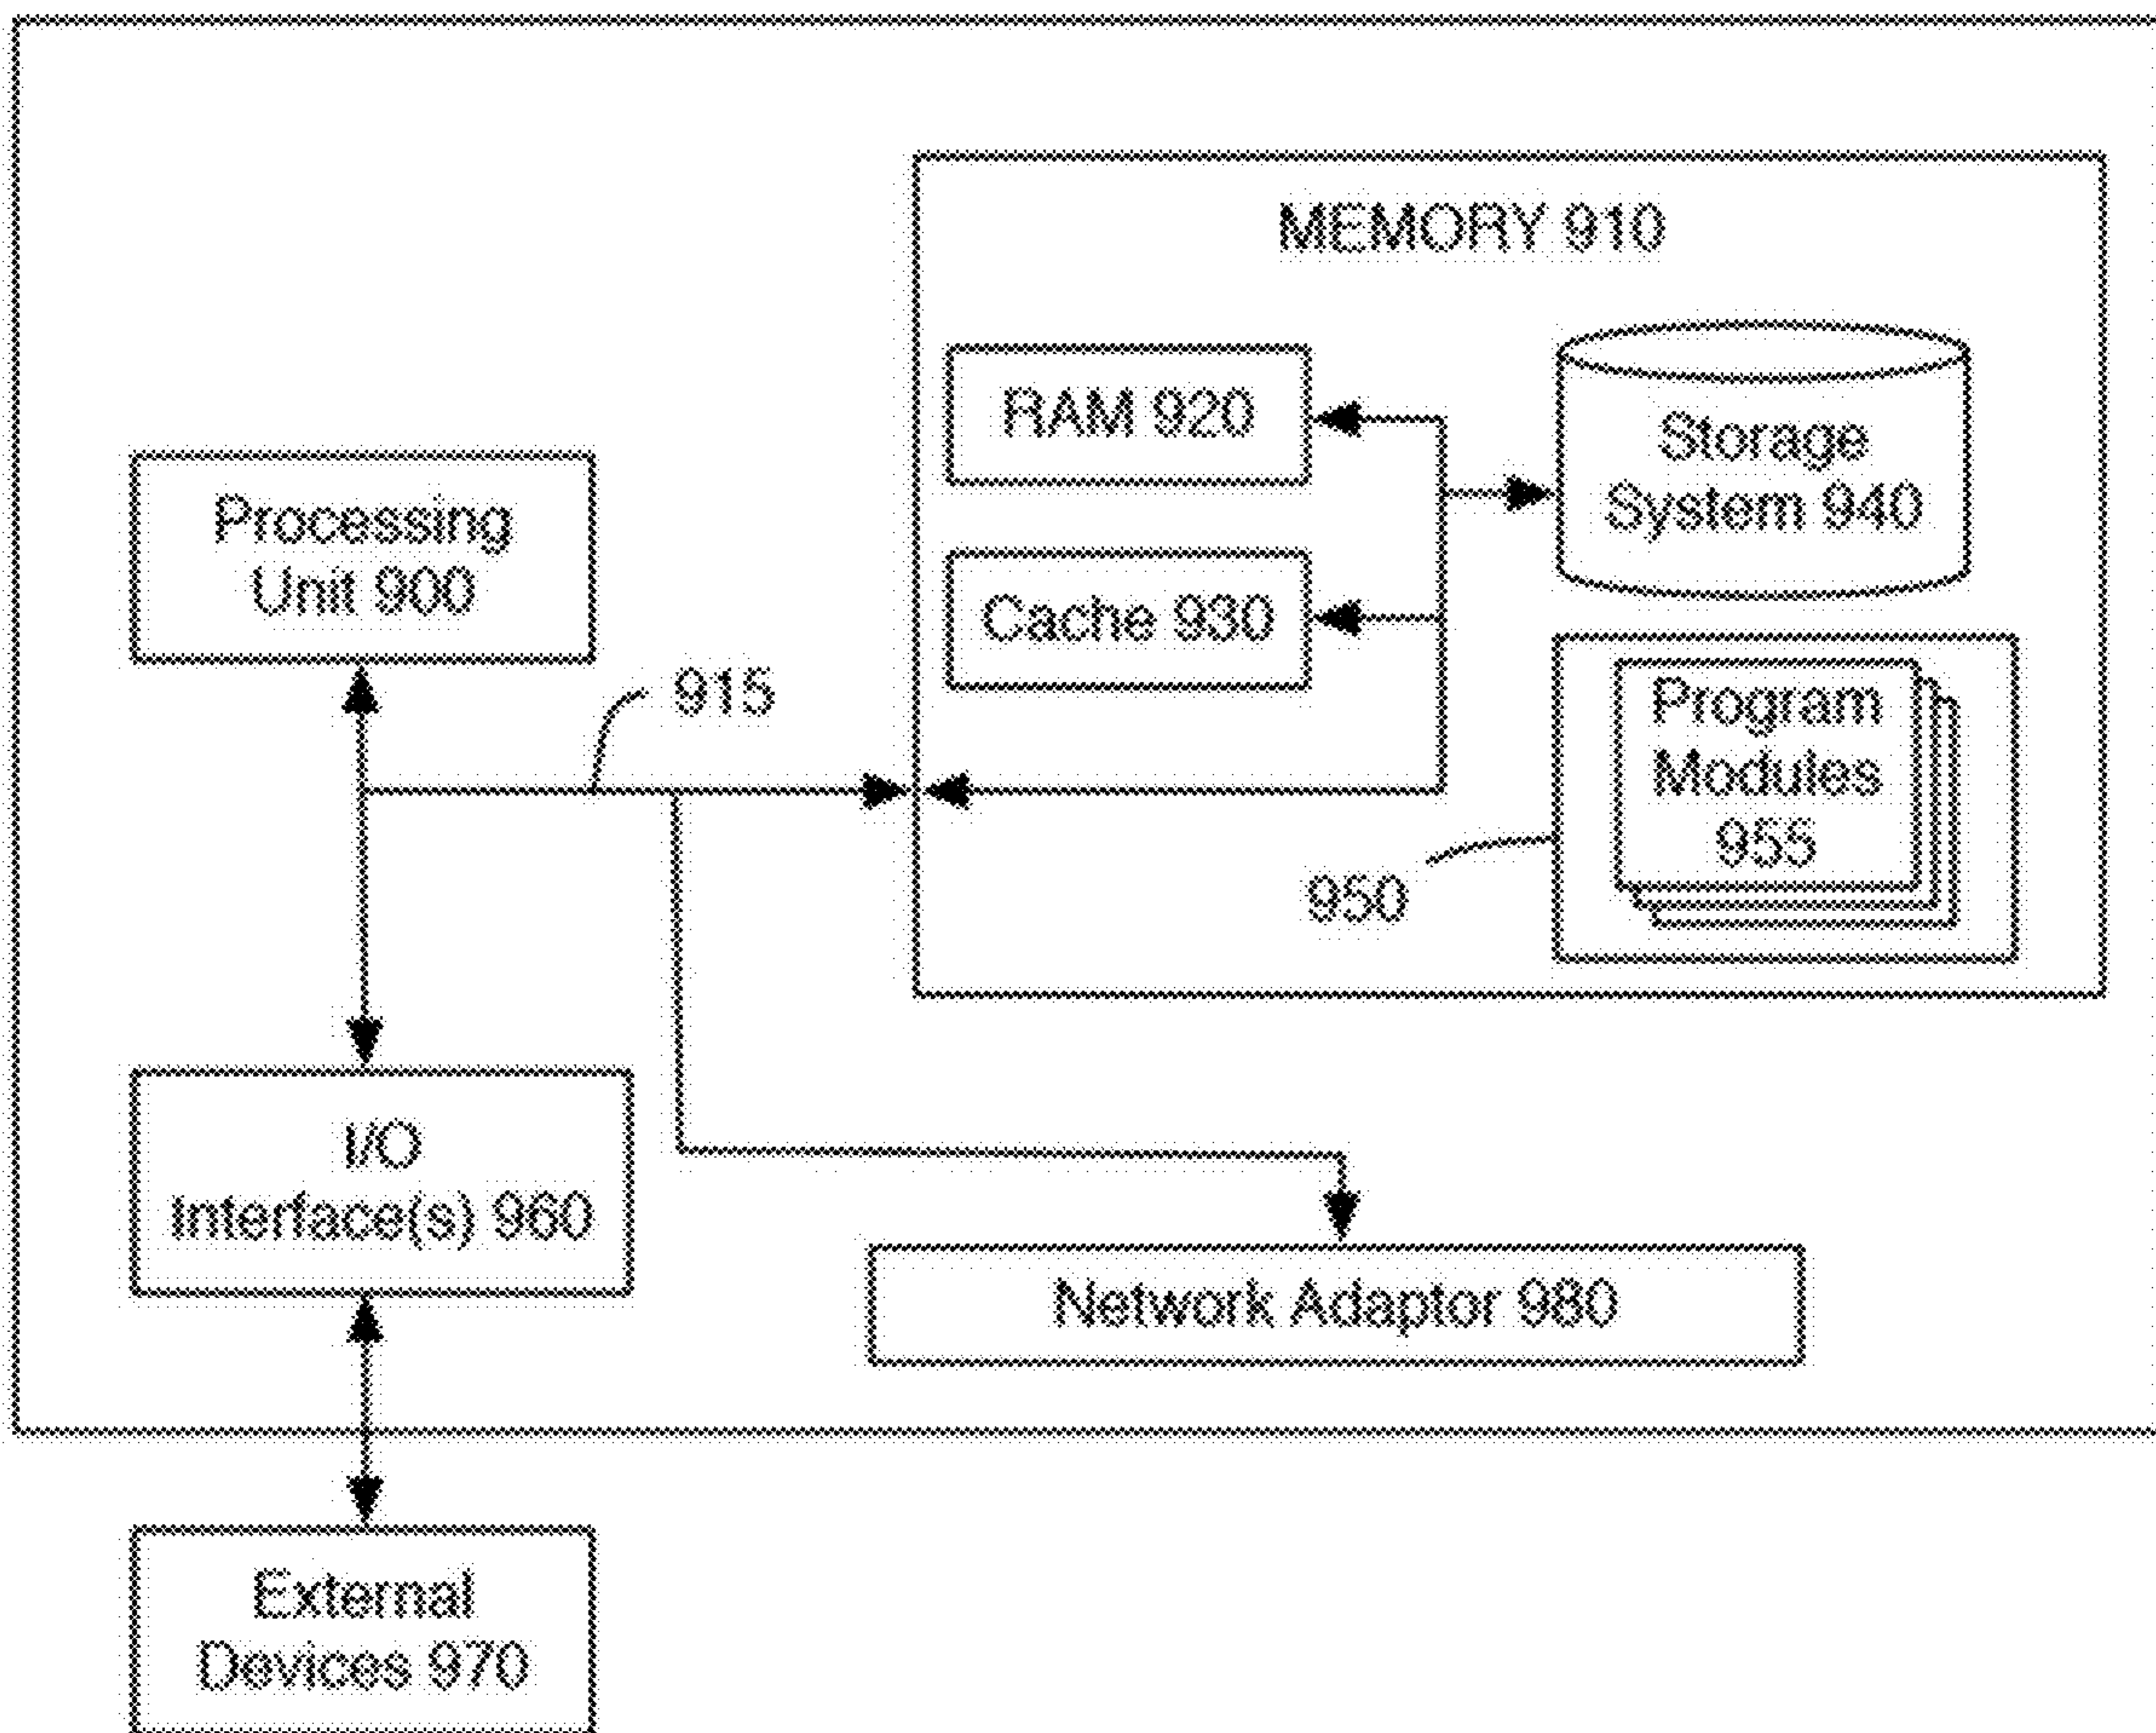 MEMORY 910
RAM 920
Storage
System 940
Processing
Unit 900
Cache 930
915
Program
Modules
955
950
I/O
Interface(s) 960
Network Adaptor 980
External
Devices 970